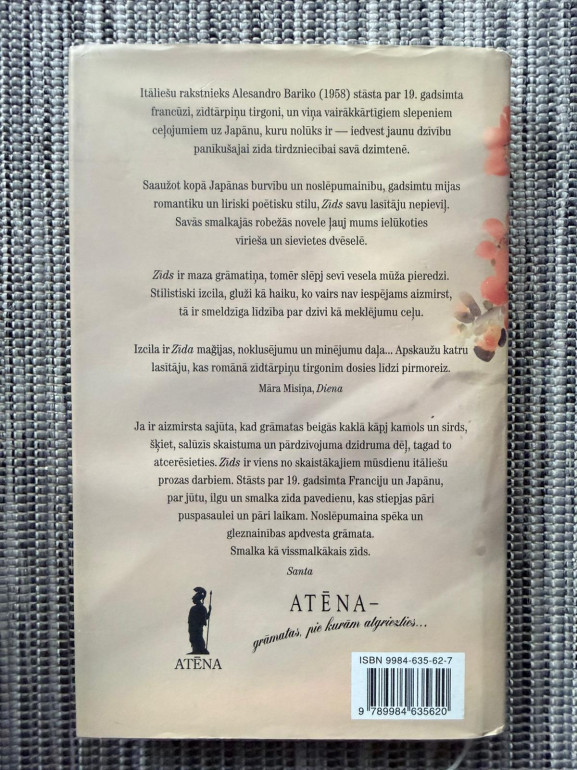 Itāliešu rakstnieks Alesandro Bariko (1958) stāsta par 19. gadsimta
francūzi, zīdtārpiņu tirgoni, un viņa vairākkārtīgiem slepeniem
ceļojumiem uz Japānu, kuru nolūks ir — iedvest jaunu dzīvību
panīkušajai zīda tirdzniecībai savā dzimtenē.
Saaužot kopā Japānas burvību un noslēpumainību, gadsimtu mijas
romantiku un liriski poētisku stilu, Zīds savu lasītāju nepieviļ.
Savās smalkajās robežās novele ļauj mums ielūkoties
vīrieša un sievietes dvēselē.
Zīds ir maza grāmatiņa, tomēr slēpj sevī vesela mūža pieredzi.
Stilistiski izcila, gluži kā haiku, ko vairs nav iespējams aizmirst,
tā ir smeldzīga līdzība par dzīvi kā meklējumu ceļu.
Izcila ir Zīda maģijas, noklusējumu un minējumu daļa... Apskaužu katru
lasītāju, kas romānā zīdtārpiņu tirgonim dosies līdzi pirmoreiz.
Māra Misiņa, Diena
Ja ir aizmirsta sajūta, kad grāmatas beigās kaklā kāpj kamols un sirds,
šķiet, salūzīs skaistuma un pārdzīvojuma dzidruma dēļ, tagad to
atcerēsieties. Zīds ir viens no skaistākajiem mūsdienu itāliešu
prozas darbiem. Stāsts par 19. gadsimta Franciju un Japānu,
par jūtu, ilgu un smalka zīda pavedienu, kas stiepjas pāri
puspasaulei un pāri laikam. Noslēpumaina spēka un
gleznainības apdvesta grāmata.
Smalka kā vissmalkākais zīds.
Santa
ATĒNA–
grāmatas, pie kurām atgriezties...
ATĒNA
ISBN 9984-635-62-7
9 789984 635620